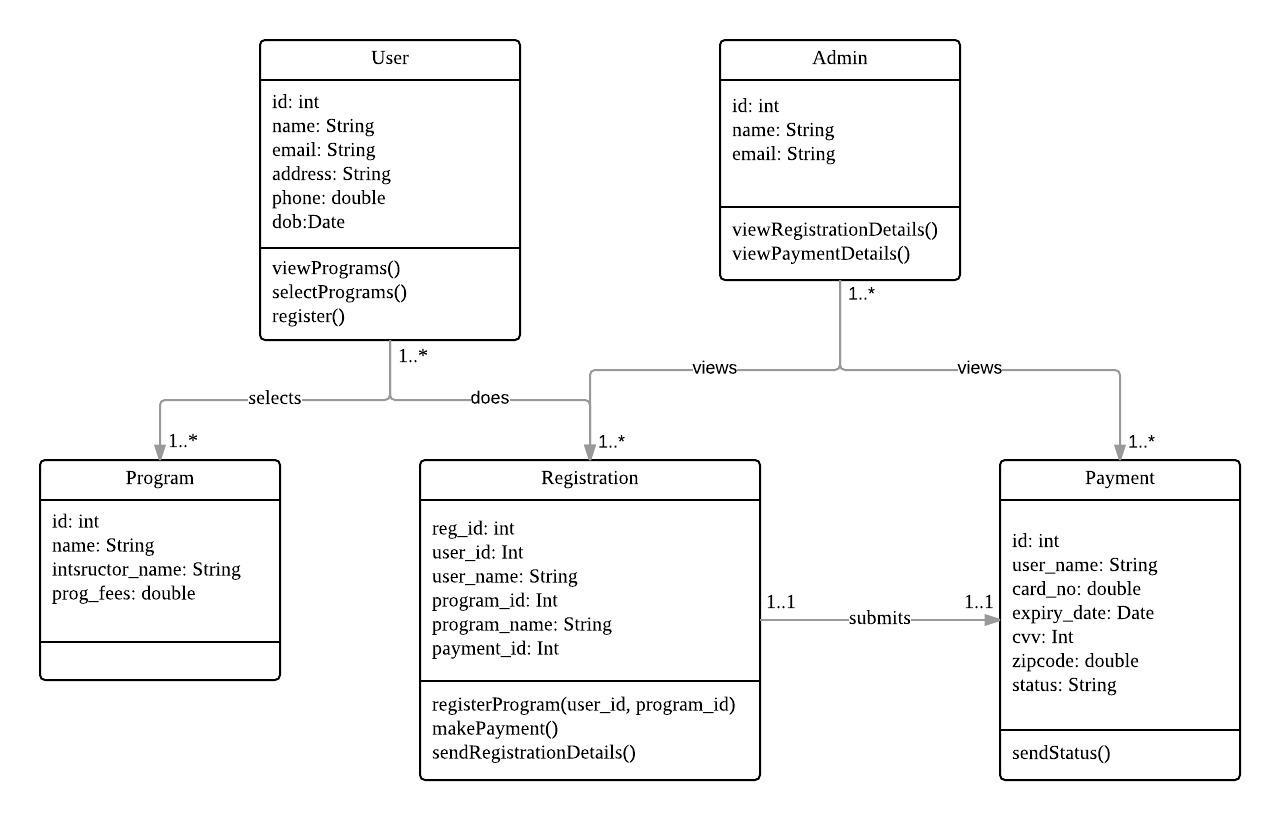 User
id: int
name: String
email: String
address: String
phone: double
dob:Date
viewPrograms()
selectPrograms()
register()
Admin
id: int
name: String
email: String
viewRegistrationDetails()
viewPaymentDetails()
1..*
1..*
selects
does
views
views
1..*
1..*
1..*
Program
id: int
name: String
intsructor_name: String
prog_fees: double
Registration
reg_id: int
user_id: Int
user_name: String
program_id: Int
program_name: String
payment_id: Int
registerProgram(user_id, program_id)
makePayment()
sendRegistrationDetails()
1..1
submits
1..1
Payment
id: int
user_name: String
card_no: double
expiry_date: Date
cvv: Int
zipcode: double
status: String
sendStatus()